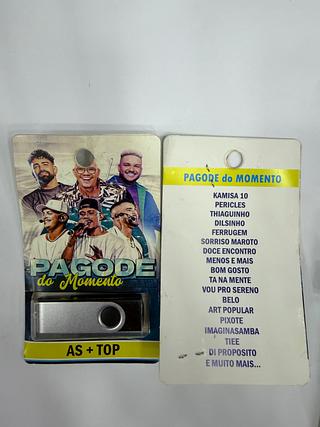 PAGODE
do Momento
AS + TOP
PAGODE do MOMENTO
KAMISA 10
PERICLES
THIAGUINHO
DILSINHO
FERRUGEM
SORRISO MAROTO
DOCE ENCONTRO
MENOS E MAIS
BOM GOSTO
TA NA MENTE
VOU PRO SERENO
BELO
ART POPULAR
PIXOTE
IMAGINASAMBA
TIEE
DI PROPOSITO
E MUITO MAIS...